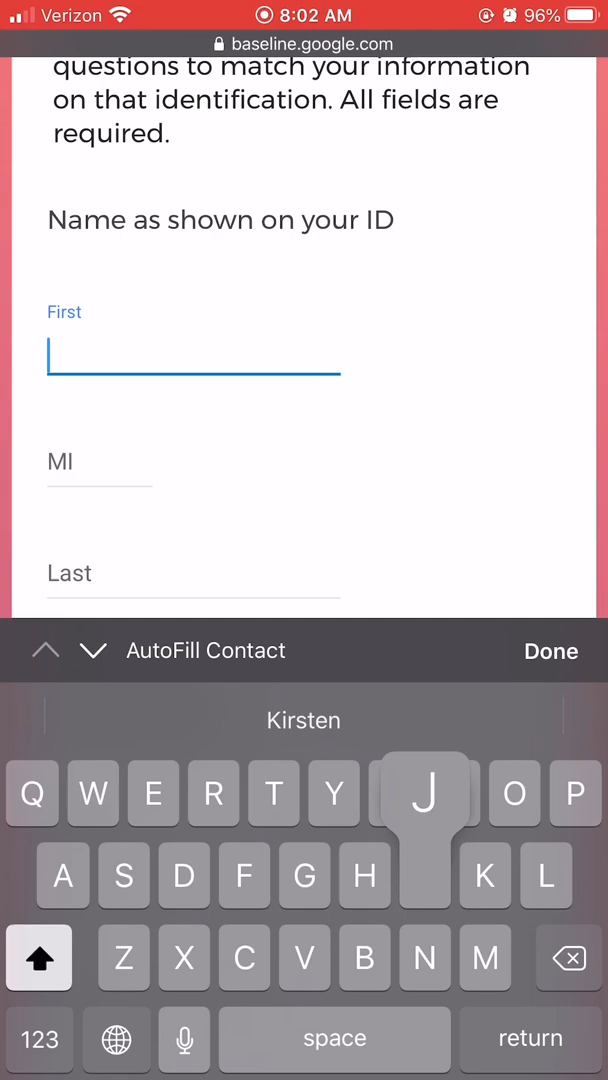 Verizon 8:02 AM 96%
baseline.google.com
questions to match your information
on that identification. All fields are
required.
Name as shown on your ID
First
MI
Last
AutoFill Contact Done
Kirsten
Q W E R T Y J O P
A S D F G H K L
Z X C V B N M
123 space return